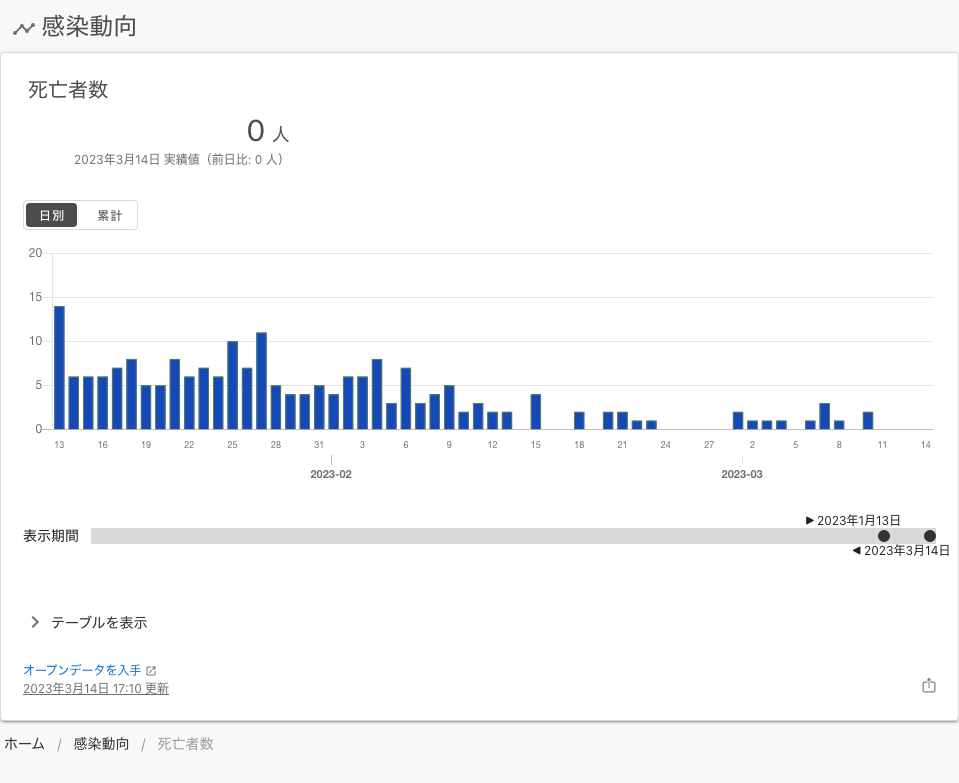 感染動向
死亡者数
0 人
2023年3月14日 実績値（前日比: 0 人）
日別 累計
20
15
10
5
0
13 16 19 22 25 28 31 3 6 9 12 15 18 21 24 27 2 5 8 11 14
2023-02 2023-03
2023年1月13日
表示期間
2023年3月14日
テーブルを表示
オープンデータを入手
2023年3月14日 17:10 更新
ホーム / 感染動向 / 死亡者数